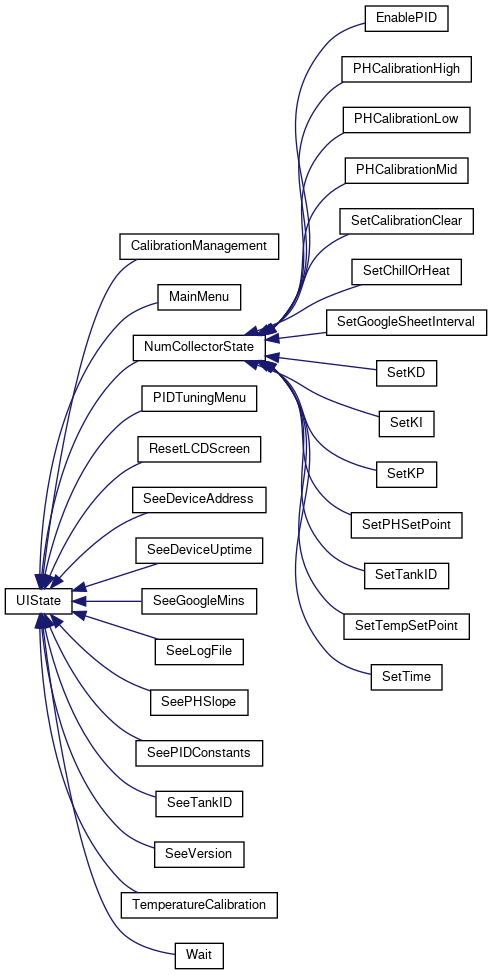 EnablePID
PHCalibrationHigh
PHCalibrationLow
PHCalibrationMid
SetCalibrationClear
CalibrationManagement
SetChillOrHeat
MainMenu
SetGoogleSheetInterval
NumCollectorState
SetKD
PIDTuningMenu
SetKI
ResetLCDScreen
SetKP
SeeDeviceAddress
SetPHSetPoint
SeeDeviceUptime
SetTankID
UIState
SeeGoogleMins
SetTempSetPoint
SeeLogFile
SetTime
SeePHSlope
SeePIDConstants
SeeTankID
SeeVersion
TemperatureCalibration
Wait